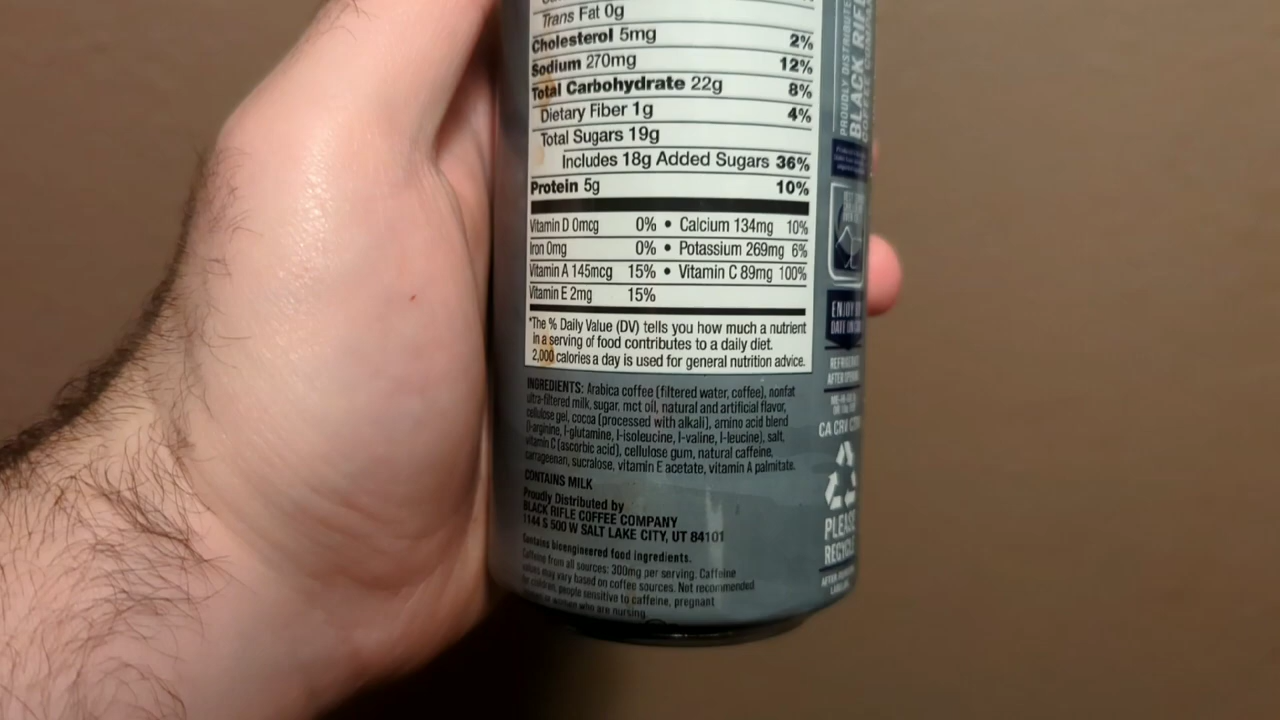 Trans Fat 0g
Cholesterol 5mg 2%
Sodium 270mg 12%
Total Carbohydrate 22g 8%
Dietary Fiber 1g 4%
Total Sugars 19g
Includes 18g Added Sugars 36%
Protein 5g 10%
Vitamin D 0mcg 0% • Calcium 134mg 10%
Iron 0mg 0% • Potassium 269mg 6%
Vitamin A 145mcg 15% • Vitamin C 89mg 100%
Vitamin E 2mg 15%
*The % Daily Value (DV) tells you how much a nutrient
in a serving of food contributes to a daily diet.
2,000 calories a day is used for general nutrition advice.
INGREDIENTS: Arabica coffee (filtered water, coffee), nonfat
ultra-filtered milk, sugar, mct oil, natural and artificial flavor,
cellulose gel, cocoa (processed with alkali), amino acid blend
(l-arginine, l-glutamine, l-isoleucine, l-valine, l-leucine), salt,
vitamin C (ascorbic acid), cellulose gum, natural caffeine,
carrageenan, sucralose, vitamin E acetate, vitamin A palmitate.
CONTAINS MILK
Proudly Distributed by
BLACK RIFLE COFFEE COMPANY
1144 S 500 W SALT LAKE CITY, UT 84101
Contains bioengineered food ingredients.
Caffeine from all sources: 300mg per serving. Caffeine
values may vary based on coffee sources. Not recommended
for children, people sensitive to caffeine, pregnant
or women who are nursing.
PROUDLY DISTRIBUTE
BLACK RIF
ENJOY
DATE ON
REFRIGERATE
AFTER OPENING
CA CRV
PLEASE
RECYCLE